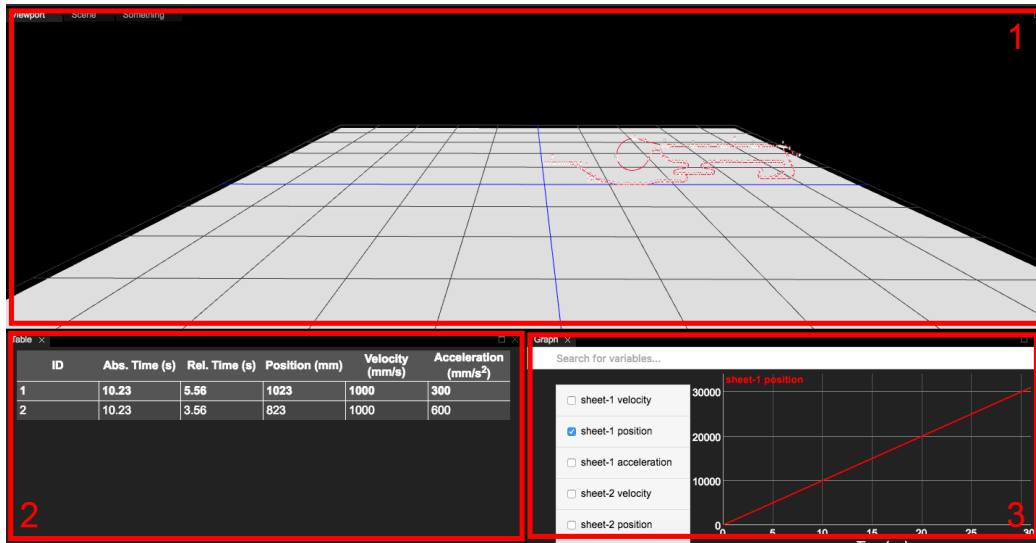 Viewport Scene Something
1
Table ×
ID Abs. Time (s) Rel. Time (s) Position (mm) Velocity (mm/s) Acceleration (mm/s²)
1 10.23 5.56 1023 1000 300
2 10.23 3.56 823 1000 600
2
Graph ×
Search for variables...
sheet-1 velocity
sheet-1 position
sheet-1 acceleration
sheet-2 velocity
sheet-2 position
sheet-1 position
30000
20000
10000
0
5 10 15 20 25 30
3